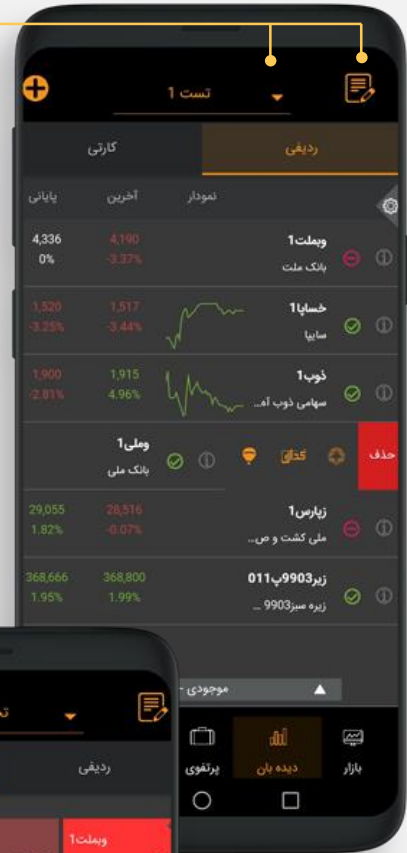 تست 1
ردیفی
کارتی
نمودار
آخرین
پایانی
وبملت1
4,190
4,336
-3.37%
0%
بانک ملت
خساپا1
1,517
1,520
-3.44%
-3.25%
سایپا
ذوب1
1,915
1,900
4.96%
-2.81%
سهامی ذوب آه...
حذف
وملی1
بانک ملی
زپارس1
28,516
29,055
-0.07%
1.82%
ملی کشت و ص...
زیر9903پ011
368,800
368,666
1.99%
1.95%
زیره سبز9903 ...
موجودی -
بازار
دیده بان
پرتفوی
ردیفی
وبملت1